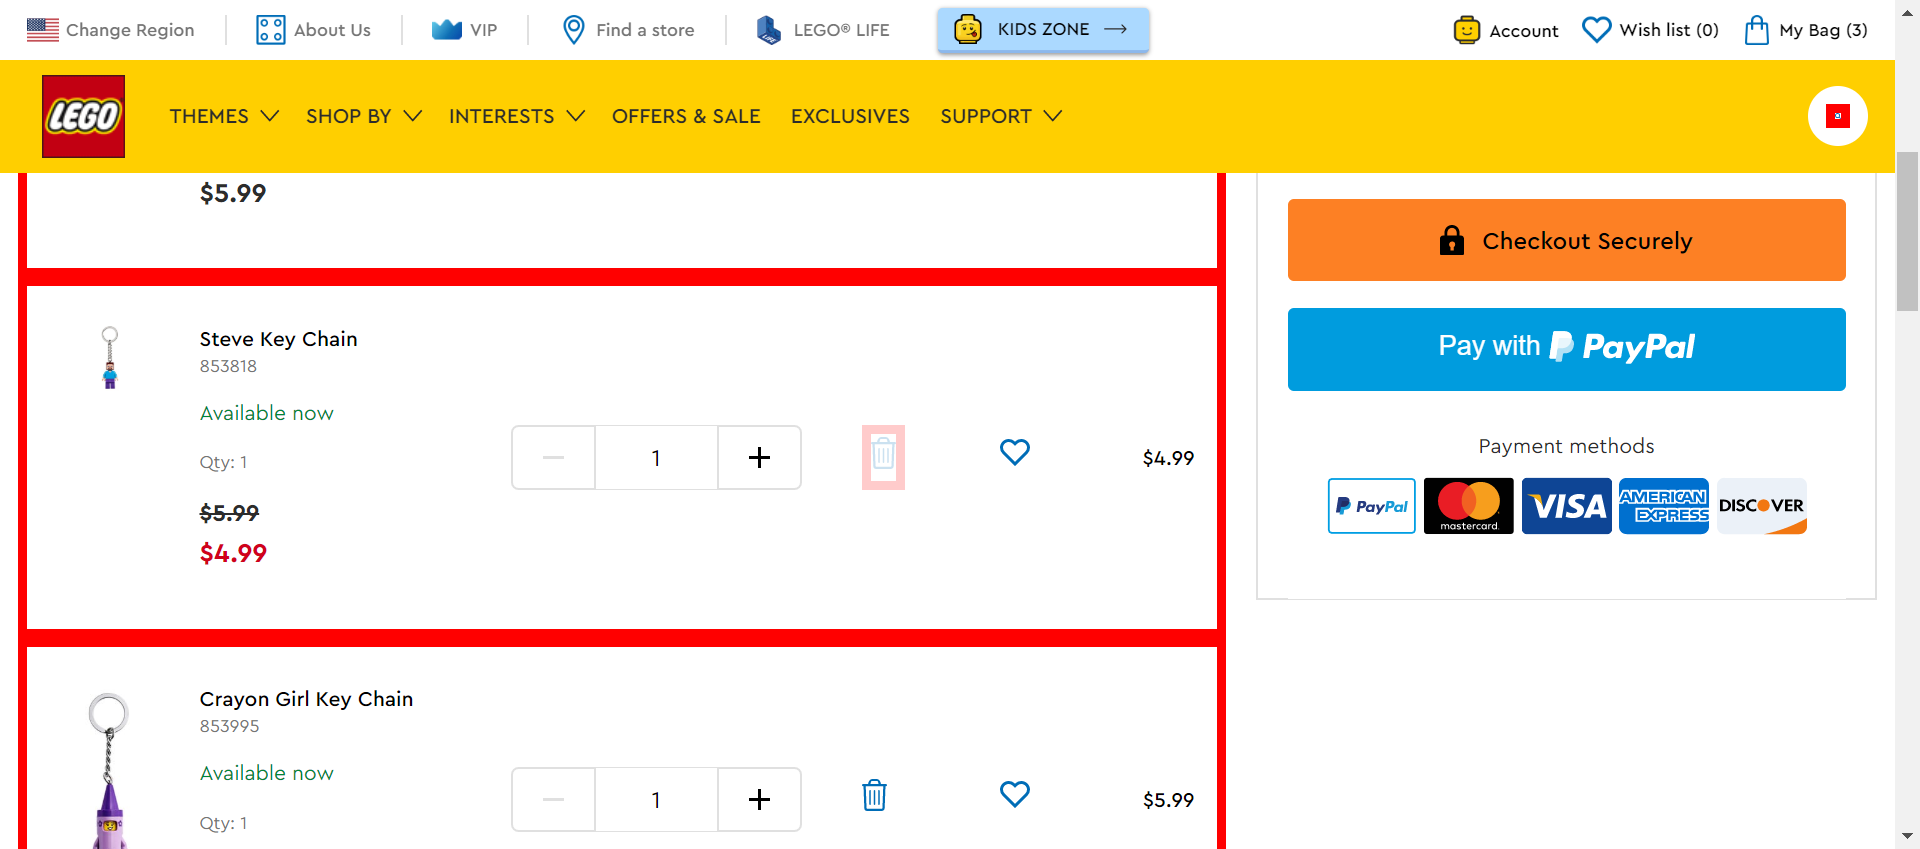 Change Region
About Us
VIP
Find a store
LEGO® LIFE
KIDS ZONE
Account
Wish list (0)
My Bag (3)
LEGO
THEMES
SHOP BY
INTERESTS
OFFERS & SALE
EXCLUSIVES
SUPPORT
$5.99
Steve Key Chain
853818
Available now
Qty: 1
$5.99
$4.99
1
$4.99
Crayon Girl Key Chain
853995
Available now
Qty: 1
1
$5.99
Checkout Securely
Pay with PayPal
Payment methods
PayPal
mastercard.
VISA
AMERICAN
EXPRESS
DISCOVER